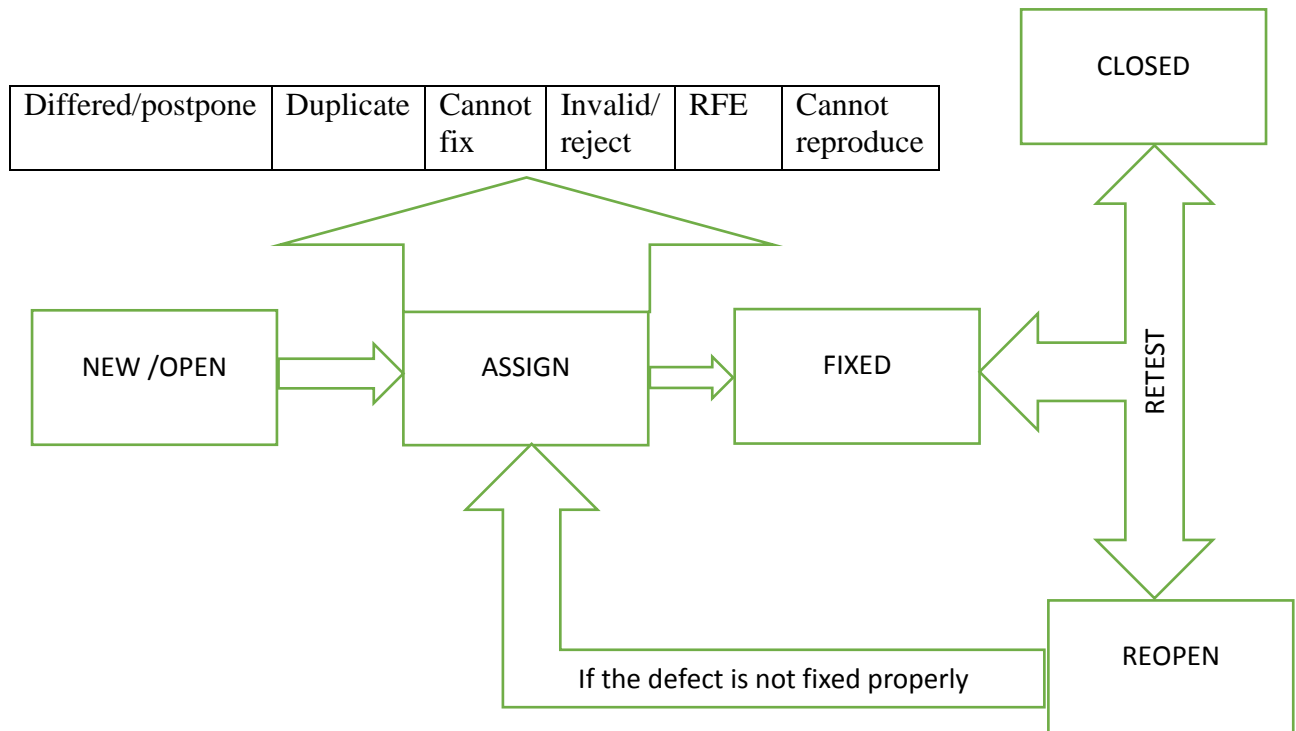 CLOSED
Differed/postpone
Duplicate
Cannot
fix
Invalid/
reject
RFE
Cannot
reproduce
NEW /OPEN
ASSIGN
FIXED
RETEST
REOPEN
If the defect is not fixed properly